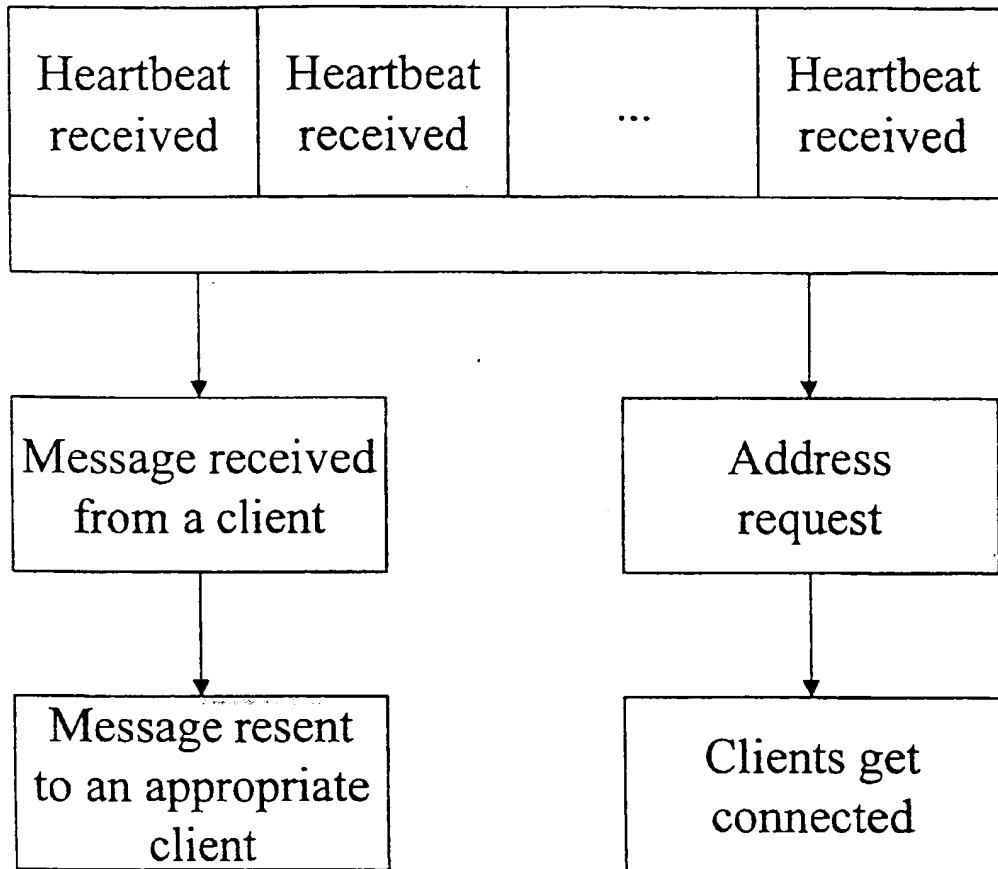 Heartbeat
received
Heartbeat
received
...
Heartbeat
received
Message received
from a client
Address
request
Message resent
to an appropriate
client
Clients get
connected